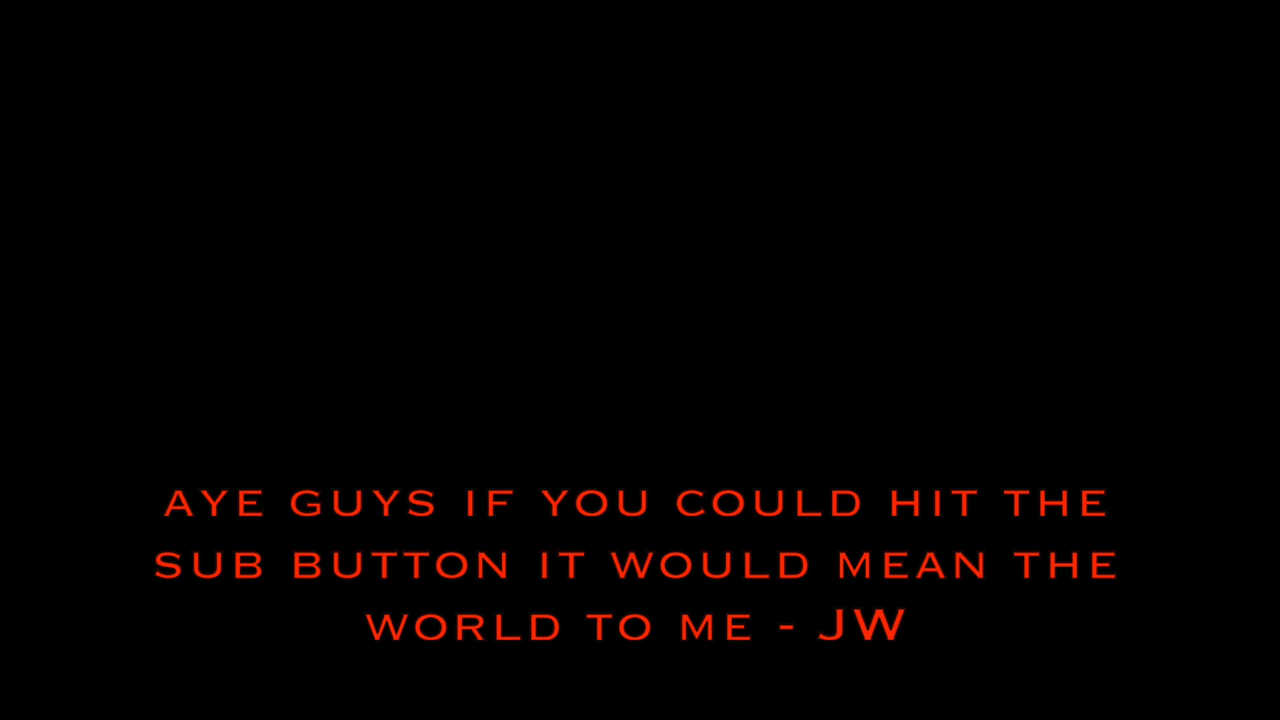 AYE GUYS IF YOU COULD HIT THE
SUB BUTTON IT WOULD MEAN THE
WORLD TO ME - JW